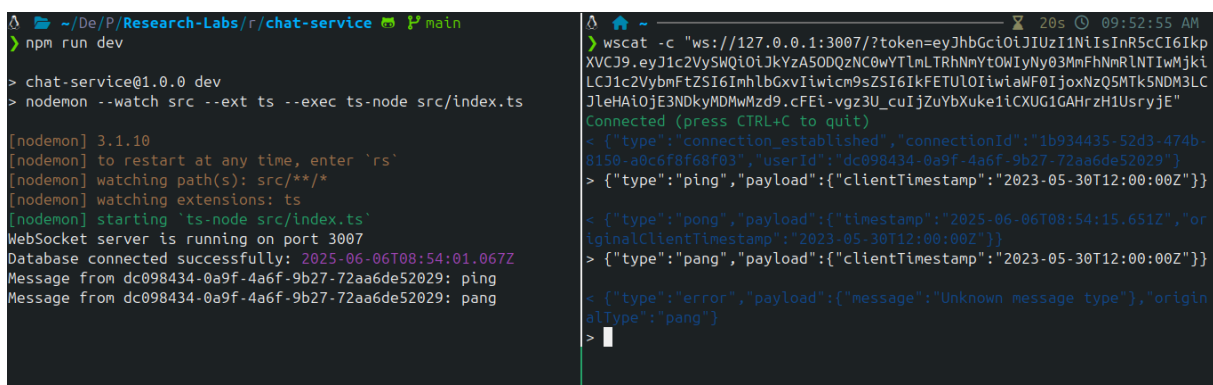 ~/De/P/Research-Labs/r/chat-service main
❯ npm run dev
> chat-service@1.0.0 dev
> nodemon --watch src --ext ts --exec ts-node src/index.ts
[nodemon] 3.1.10
[nodemon] to restart at any time, enter `rs`
[nodemon] watching path(s): src/**/*
[nodemon] watching extensions: ts
[nodemon] starting `ts-node src/index.ts`
WebSocket server is running on port 3007
Database connected successfully: 2025-06-06T08:54:01.067Z
Message from dc098434-0a9f-4a6f-9b27-72aa6de52029: ping
Message from dc098434-0a9f-4a6f-9b27-72aa6de52029: pang
~ 20s 09:52:55 AM
❯ wscat -c "ws://127.0.0.1:3007/?token=eyJhbGciOiJIUzI1NiIsInR5cCI6Ikp
XVCJ9.eyJ1c2VySWQiOiJkYzA5ODQzNC0wYTlmLTRhNmYtOWIyNy03MmFhNmRlNTIwMjki
LCJ1c2VybmFtZSI6ImhlbGxvIiwicm9sZSI6IkFETUlOIiwiaWF0IjoxNzQ5MTk5NDM3LC
JleHAiOjE3NDkyMDMwMzd9.cFEi-vgz3U_cuIjZuYbXuke1iCXUG1GAHrzH1UsryjE"
Connected (press CTRL+C to quit)
< {"type":"connection_established","connectionId":"1b934435-52d3-474b-
8150-a0c6f8f68f03","userId":"dc098434-0a9f-4a6f-9b27-72aa6de52029"}
> {"type":"ping","payload":{"clientTimestamp":"2023-05-30T12:00:00Z"}}
< {"type":"pong","payload":{"timestamp":"2025-06-06T08:54:15.651Z","or
iginalClientTimestamp":"2023-05-30T12:00:00Z"}}
> {"type":"pang","payload":{"clientTimestamp":"2023-05-30T12:00:00Z"}}
< {"type":"error","payload":{"message":"Unknown message type"},"origin
alType":"pang"}
>